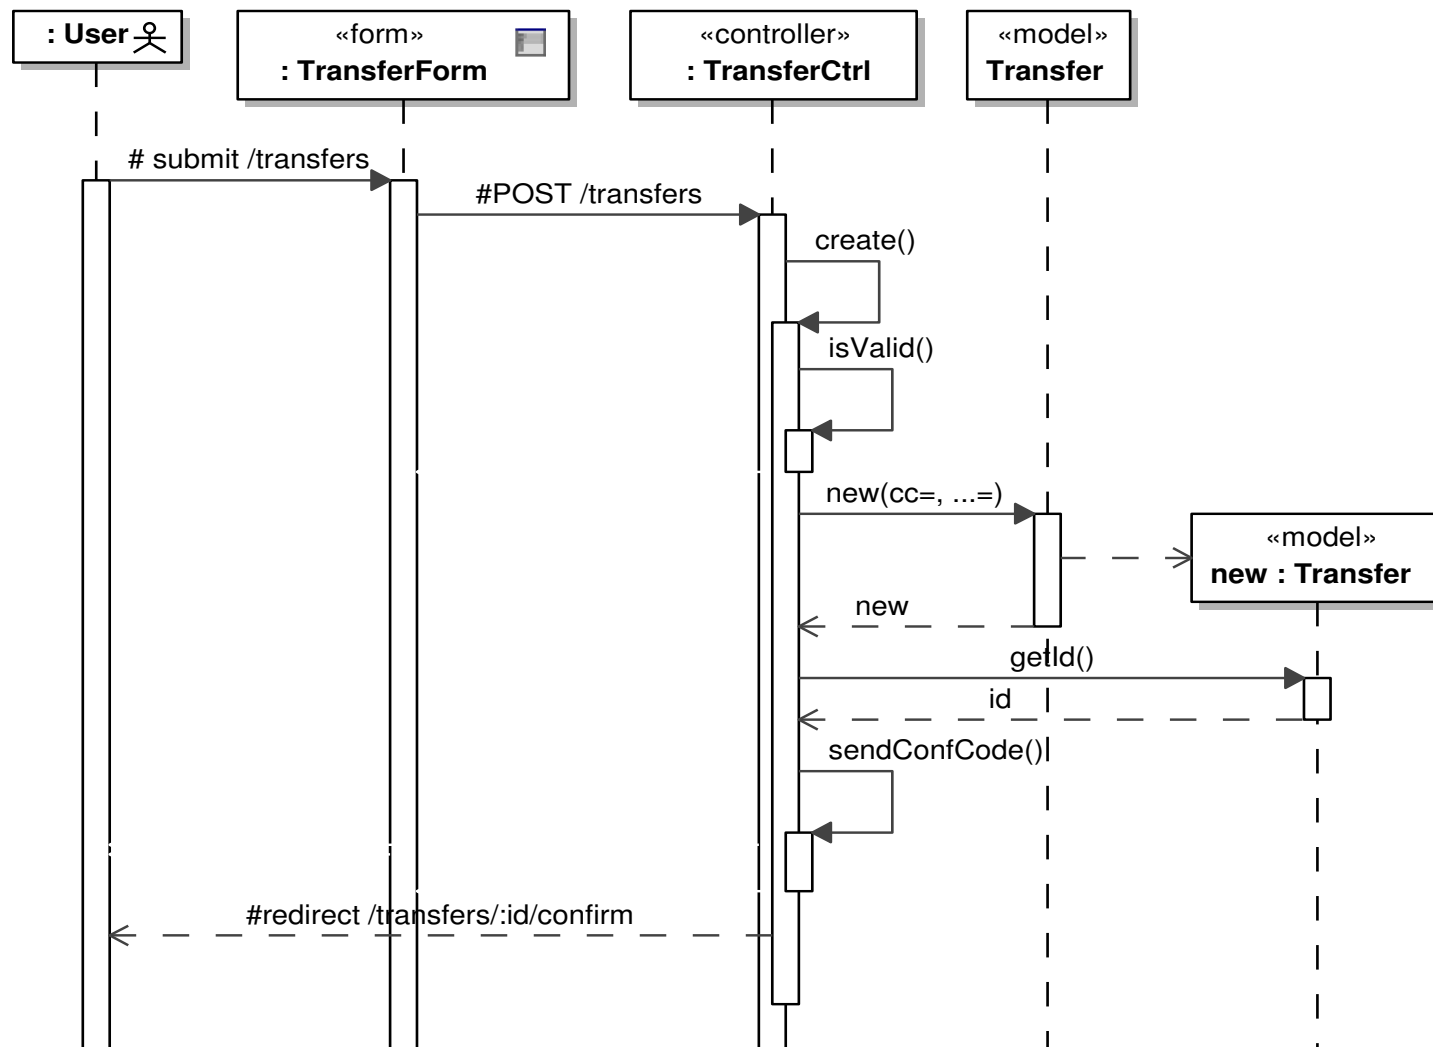 : User
«form»
: TransferForm
«controller»
: TransferCtrl
«model»
Transfer
# submit /transfers
#POST /transfers
create()
isValid()
new(cc=, ...=)
«model»
new : Transfer
new
getId()
id
sendConfCode()
#redirect /transfers/:id/confirm